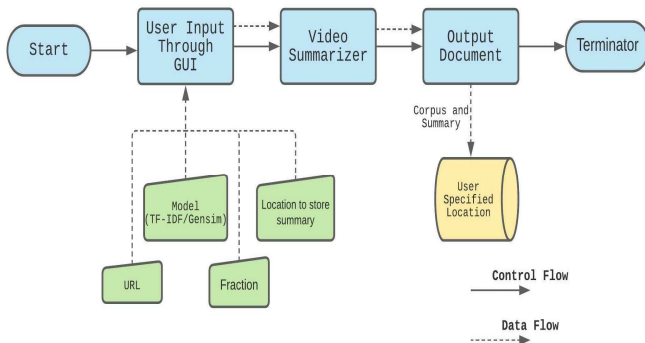 Start
User Input
Through
GUI
Video
Summarizer
Output
Document
Terminator
Corpus and
Summary
Model
(TF-IDF/Gensim)
Location to store
summary
User
Specified
Location
URL
Fraction
Control Flow
Data Flow